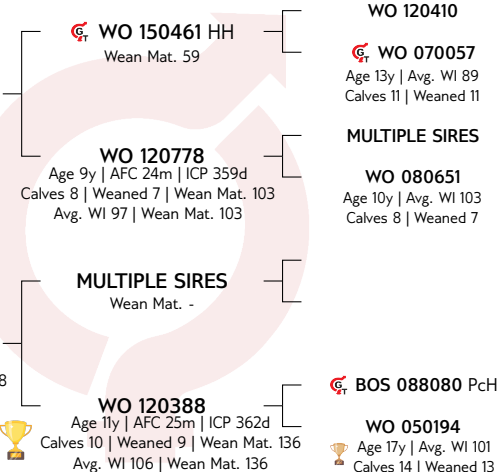 WO 120410
GT WO 150461 HH
Wean Mat. 59
GT WO 070057
Age 13y | Avg. WI 89
Calves 11 | Weaned 11
MULTIPLE SIRES
WO 120778
Age 9y | AFC 24m | ICP 359d
Calves 8 | Weaned 7 | Wean Mat. 103
Avg. WI 97 | Wean Mat. 103
WO 080651
Age 10y | Avg. WI 103
Calves 8 | Weaned 7
MULTIPLE SIRES
Wean Mat. -
8
GT BOS 088080 PcH
WO 120388
Age 11y | AFC 25m | ICP 362d
Calves 10 | Weaned 9 | Wean Mat. 136
Avg. WI 106 | Wean Mat. 136
WO 050194
Age 17y | Avg. WI 101
Calves 14 | Weaned 13